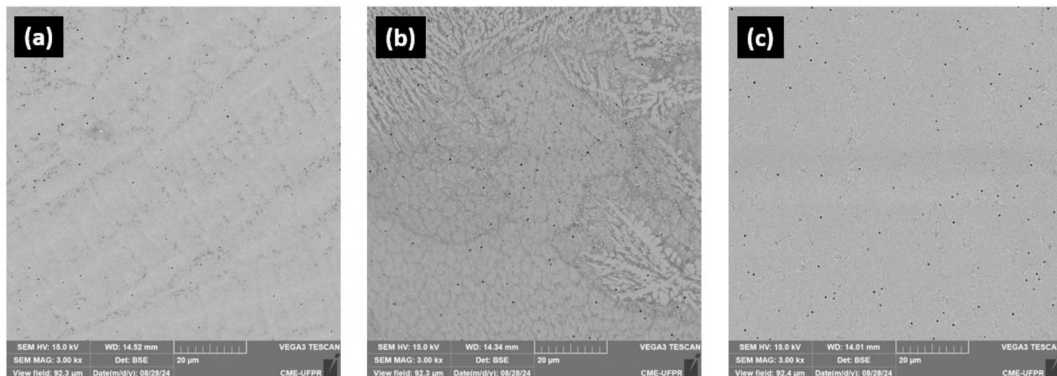 (a)
SEM HV: 15.0 kV WD: 14.52 mm VEGA3 TESCAN
SEM MAG: 3.00 kx Det: BSE 20 µm
View field: 92.3 µm Date(m/d/y): 08/28/24 CME-UFPR
(b)
SEM HV: 15.0 kV WD: 14.34 mm VEGA3 TESCAN
SEM MAG: 3.00 kx Det: BSE 20 µm
View field: 92.3 µm Date(m/d/y): 08/28/24 CME-UFPR
(c)
SEM HV: 15.0 kV WD: 14.01 mm VEGA3 TESCAN
SEM MAG: 3.00 kx Det: BSE 20 µm
View field: 92.4 µm Date(m/d/y): 08/28/24 CME-UFPR